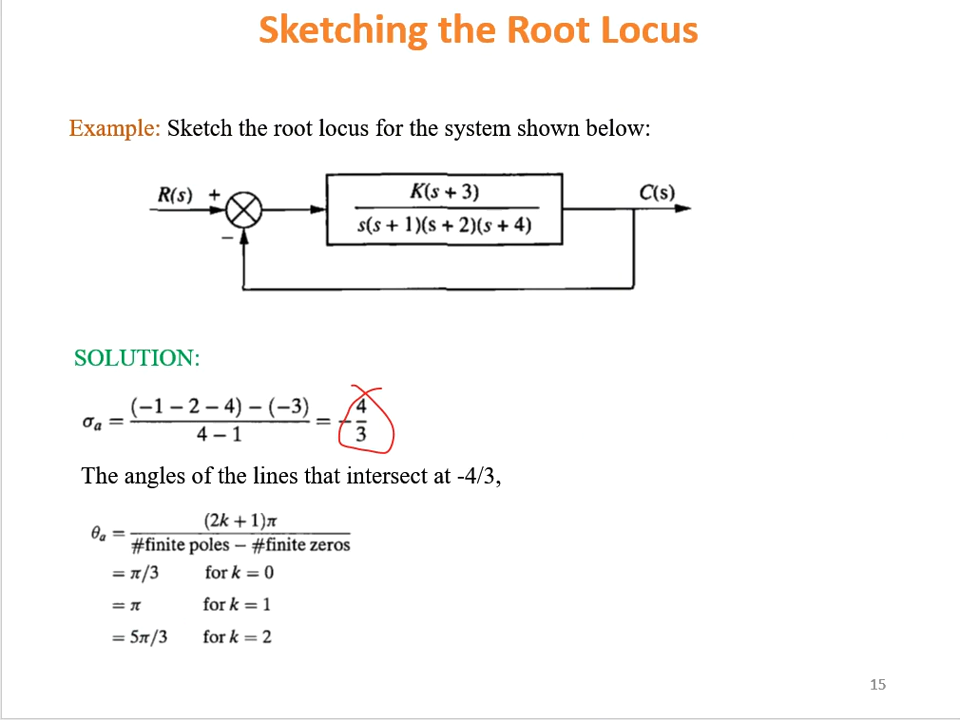 Sketching the Root Locus
Example: Sketch the root locus for the system shown below:
R(s) + K(s + 3) C(s)
s(s + 1)(s + 2)(s + 4)
−
SOLUTION:
σa = (−1 − 2 − 4) − (−3) / 4 − 1 = −4/3
The angles of the lines that intersect at -4/3,
θa = (2k + 1)π / #finite poles − #finite zeros
= π/3 for k = 0
= π for k = 1
= 5π/3 for k = 2
15